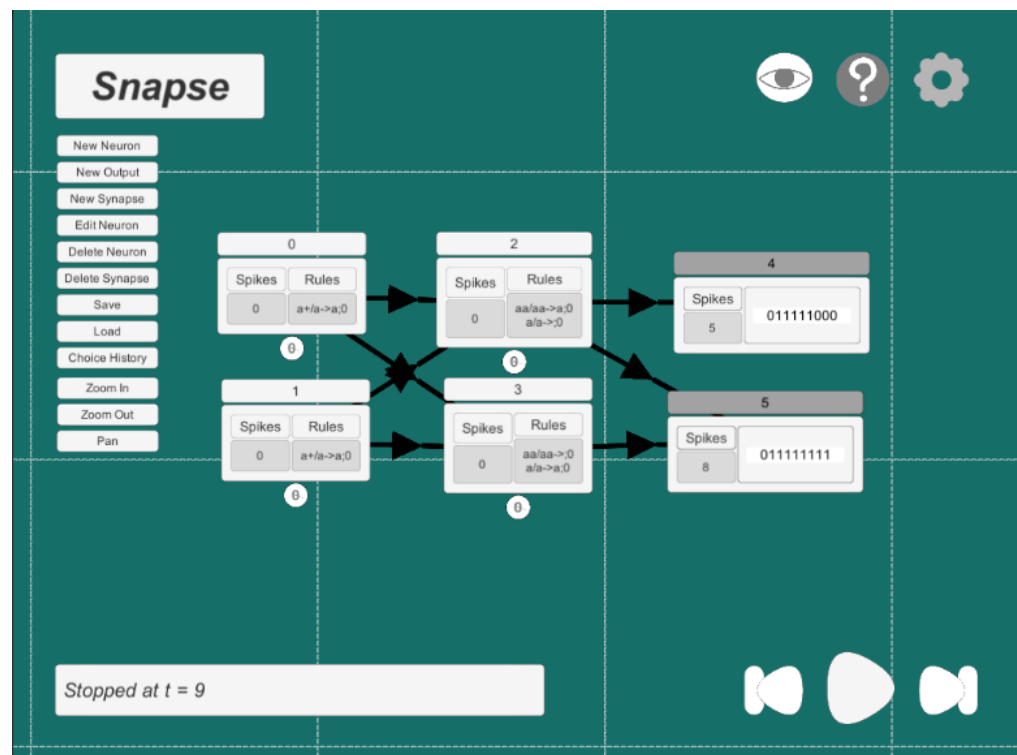 Snapse
New Neuron
New Output
New Synapse
Edit Neuron
Delete Neuron
Delete Synapse
Save
Load
Choice History
Zoom In
Zoom Out
Pan
0
Spikes Rules
0 a+/a->a;0
0
2
Spikes Rules
0 aa/aa->a;0
a/a->;0
0
4
Spikes
5
011111000
1
Spikes Rules
0 a+/a->a;0
0
3
Spikes Rules
0 aa/aa->;0
a/a->a;0
0
5
Spikes
8
011111111
Stopped at t = 9
?